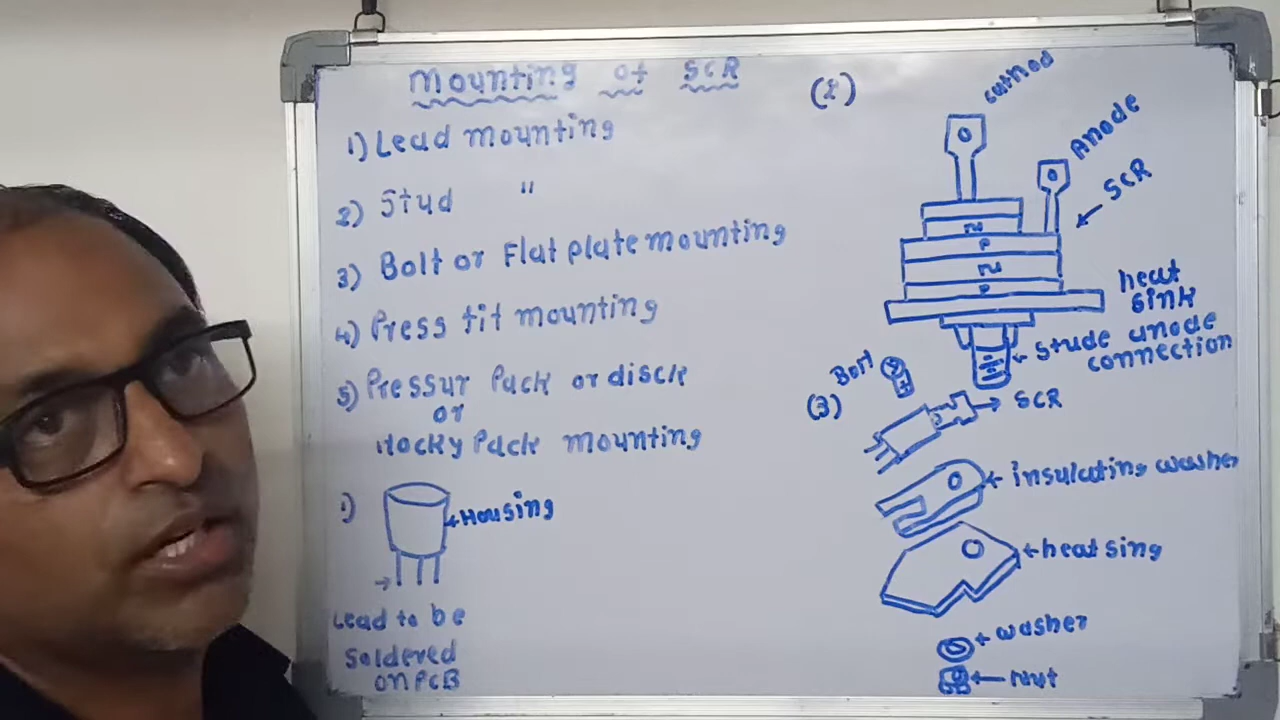 Mounting of SCR
1) Lead mounting
2) Stud "
3) Bolt or Flat plate mounting
4) Press fit mounting
5) Pressur Pack or disck
or
Hocky Pack mounting
1)
Housing
Lead to be
Soldered
on PCB
(2)
Cathod
Anode
SCR
N
P
N
P
heat
sink
Stude anode
connection
(3)
Bolt
SCR
insulating washer
heat sing
washer
Nut